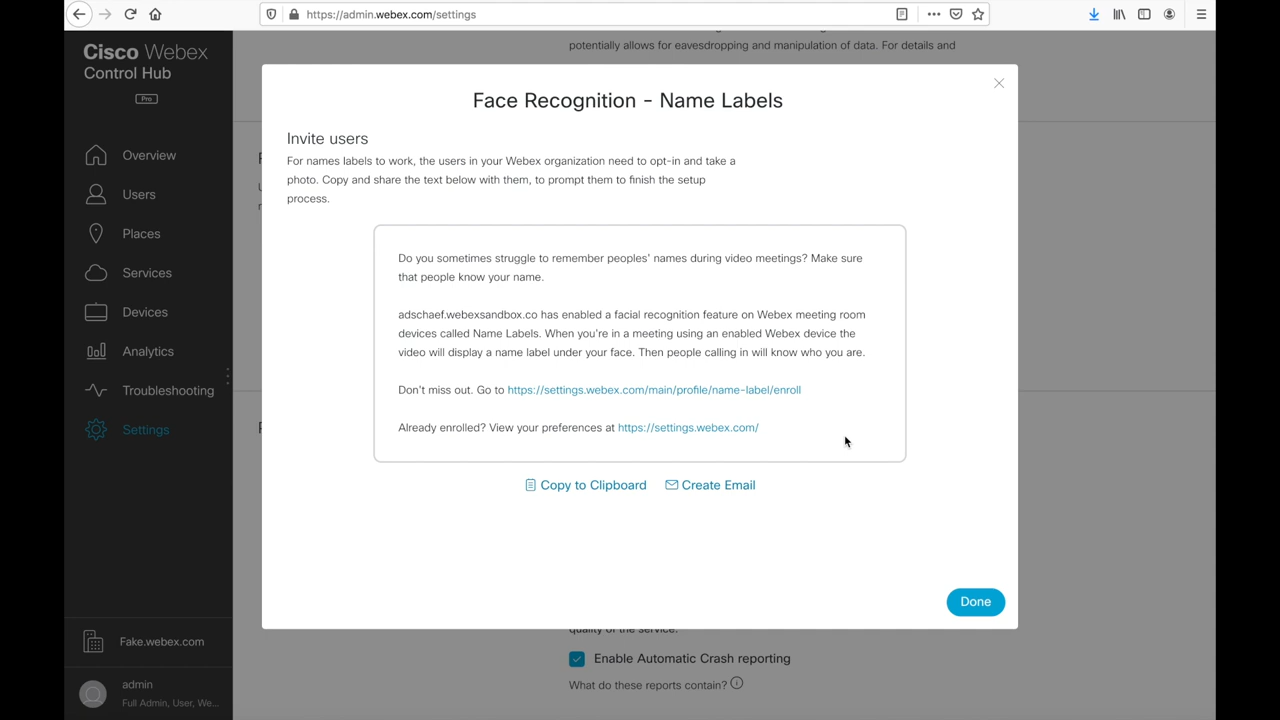 https://admin.webex.com/settings
Cisco Webex
Control Hub
Pro
Overview
Users
Places
Services
Devices
Analytics
Troubleshooting
Settings
Fake.webex.com
admin
Full Admin, User, We...
potentially allows for eavesdropping and manipulation of data. For details and
Face Recognition - Name Labels
Invite users
For names labels to work, the users in your Webex organization need to opt-in and take a
photo. Copy and share the text below with them, to prompt them to finish the setup
process.
Do you sometimes struggle to remember peoples' names during video meetings? Make sure
that people know your name.
adschaef.webexsandbox.co has enabled a facial recognition feature on Webex meeting room
devices called Name Labels. When you're in a meeting using an enabled Webex device the
video will display a name label under your face. Then people calling in will know who you are.
Don't miss out. Go to https://settings.webex.com/main/profile/name-label/enroll
Already enrolled? View your preferences at https://settings.webex.com/
Copy to Clipboard
Create Email
Done
quality of the service.
Enable Automatic Crash reporting
What do these reports contain?